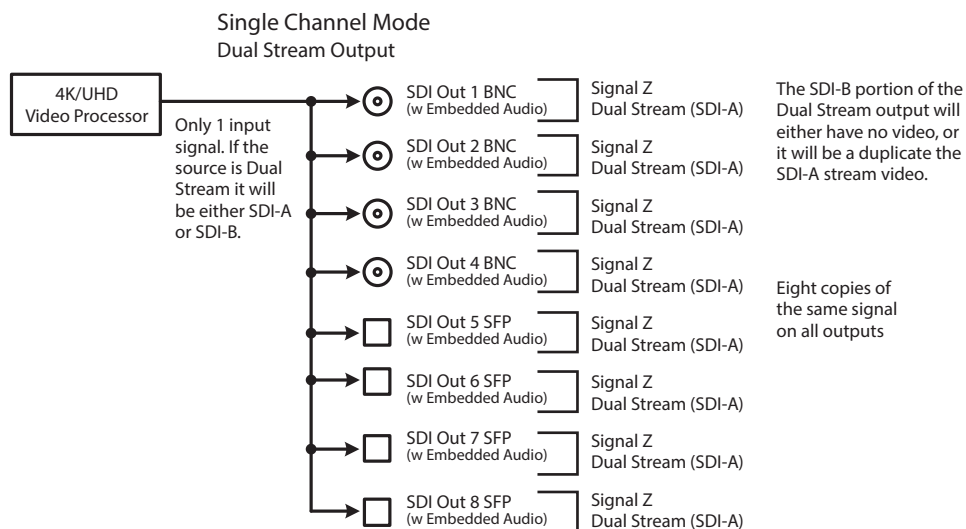 Single Channel Mode
Dual Stream Output
4K/UHD
Video Processor
Only 1 input
signal. If the
source is Dual
Stream it will
be either SDI-A
or SDI-B.
SDI Out 1 BNC
(w Embedded Audio)
Signal Z
Dual Stream (SDI-A)
SDI Out 2 BNC
(w Embedded Audio)
Signal Z
Dual Stream (SDI-A)
SDI Out 3 BNC
(w Embedded Audio)
Signal Z
Dual Stream (SDI-A)
SDI Out 4 BNC
(w Embedded Audio)
Signal Z
Dual Stream (SDI-A)
SDI Out 5 SFP
(w Embedded Audio)
Signal Z
Dual Stream (SDI-A)
SDI Out 6 SFP
(w Embedded Audio)
Signal Z
Dual Stream (SDI-A)
SDI Out 7 SFP
(w Embedded Audio)
Signal Z
Dual Stream (SDI-A)
SDI Out 8 SFP
(w Embedded Audio)
Signal Z
Dual Stream (SDI-A)
The SDI-B portion of the
Dual Stream output will
either have no video, or
it will be a duplicate the
SDI-A stream video.
Eight copies of
the same signal
on all outputs